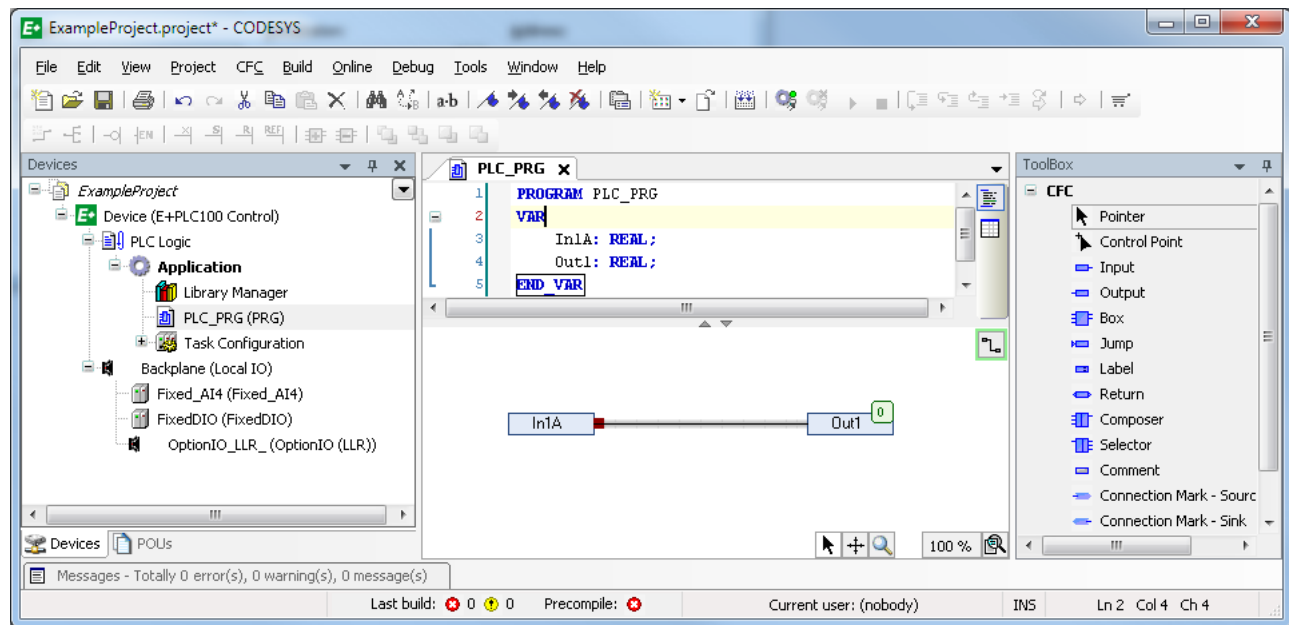 E+ ExampleProject.project* - CODESYS
File Edit View Project CFC Build Online Debug Tools Window Help
a·b
EN REF
Devices
ExampleProject
E+ Device (E+PLC100 Control)
PLC Logic
Application
Library Manager
PLC_PRG (PRG)
Task Configuration
Backplane (Local IO)
Fixed_AI4 (Fixed_AI4)
FixedDIO (FixedDIO)
OptionIO_LLR_ (OptionIO (LLR))
Devices POUs
PLC_PRG
1 PROGRAM PLC_PRG
2 VAR
3 In1A: REAL;
4 Out1: REAL;
5 END_VAR
In1A Out1 0
100 %
ToolBox
CFC
Pointer
Control Point
Input
Output
Box
Jump
Label
Return
Composer
Selector
Comment
Connection Mark - Sourc
Connection Mark - Sink
Messages - Totally 0 error(s), 0 warning(s), 0 message(s)
Last build: 0 0 Precompile: Current user: (nobody) INS Ln 2 Col 4 Ch 4